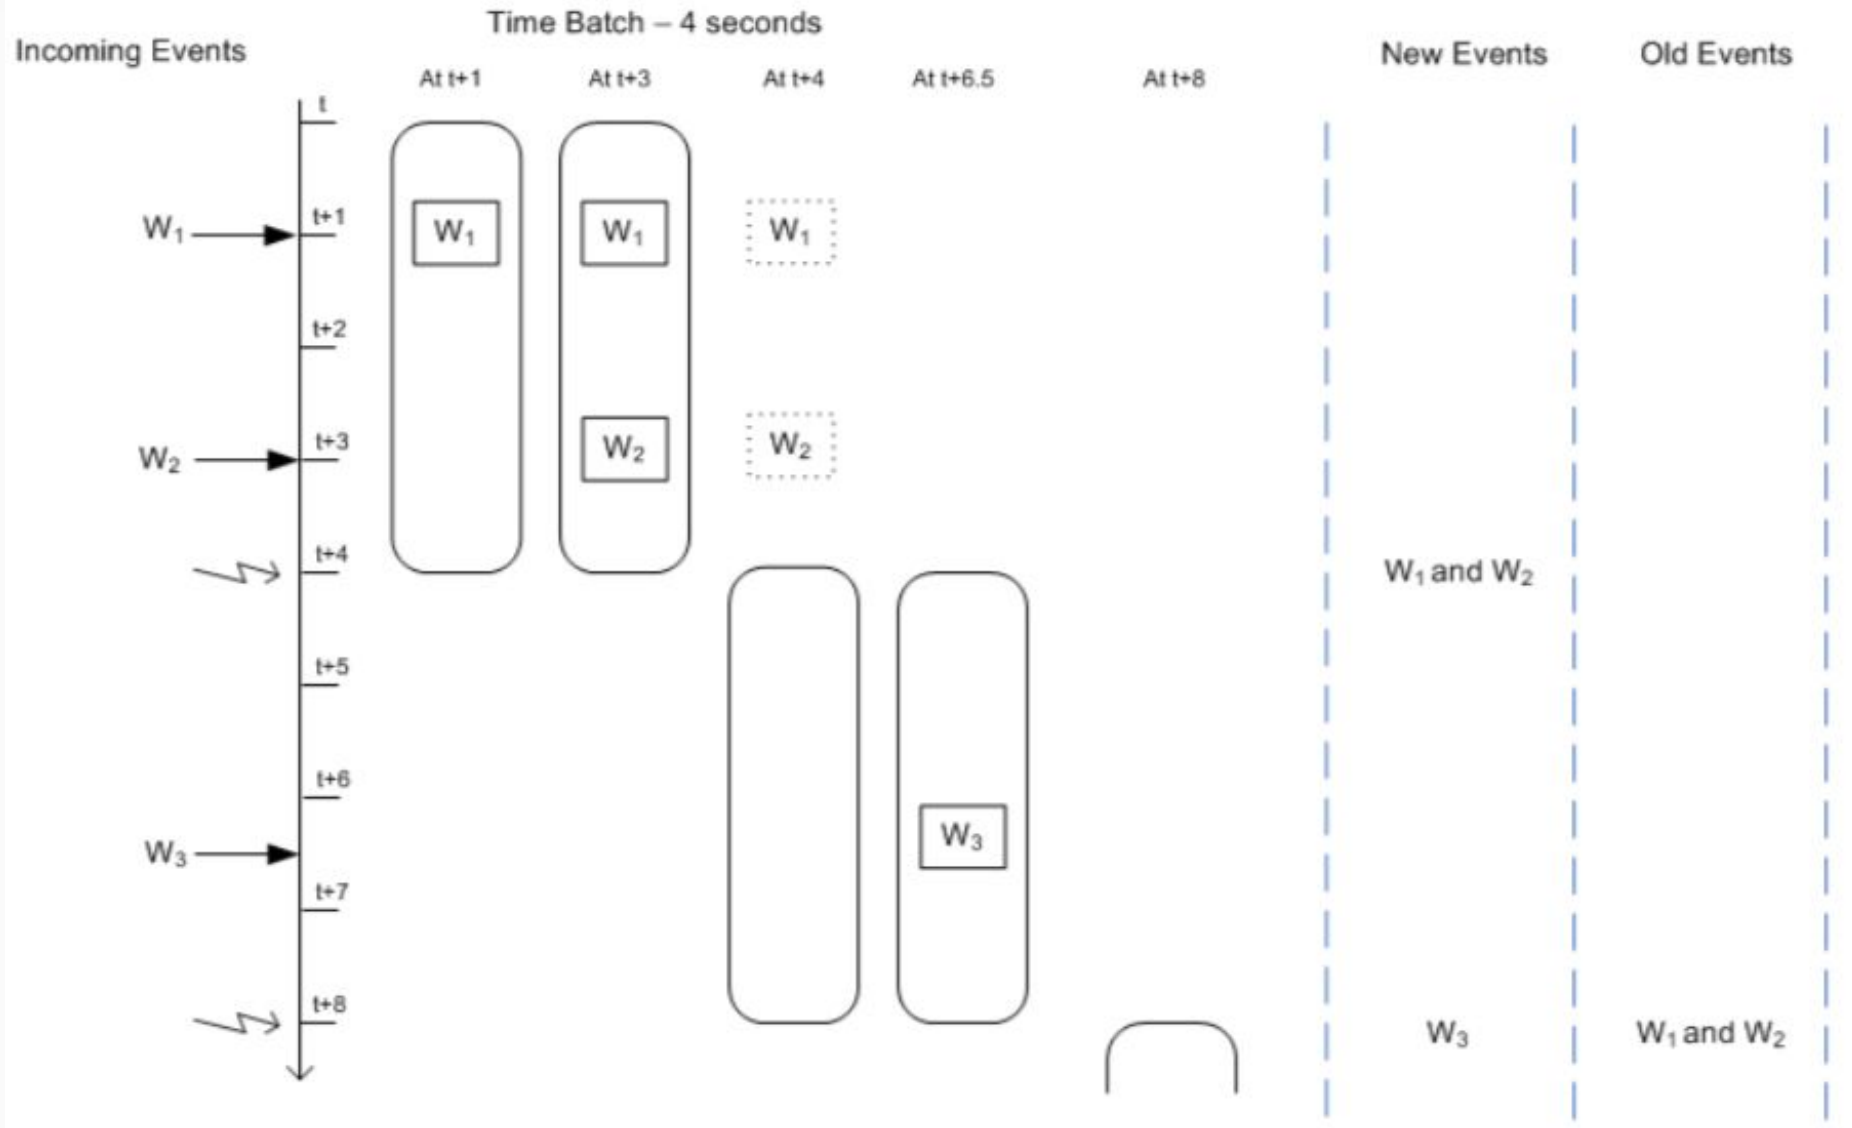 Time Batch – 4 seconds
Incoming Events
New Events
Old Events
At t+1
At t+3
At t+4
At t+6.5
At t+8
t
W₁
t+1
W₁
W₁
W₁
t+2
W₂
t+3
W₂
W₂
t+4
W₁ and W₂
t+5
t+6
W₃
W₃
t+7
t+8
W₃
W₁ and W₂